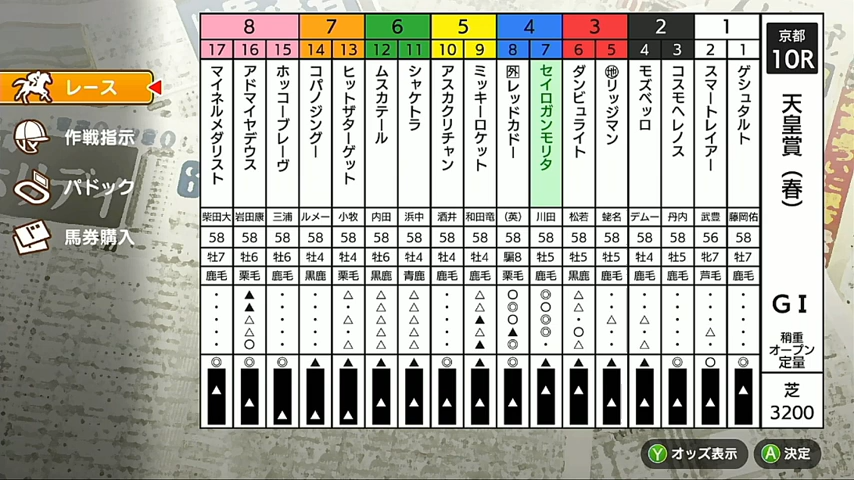 レース
作戦指示
パドック
馬券購入
8 7 6 5 4 3 2 1
17 16 15 14 13 12 11 10 9 8 7 6 5 4 3 2 1
マイネルメダリスト
アドマイヤデウス
ホッコーブレーヴ
コパノジングー
ヒットザターゲット
ムスカテール
シャケトラ
アスカクリチャン
ミッキーロケット
外レッドカドー
セイロガンモリタ
ダンビュライト
地リッジマン
モズベッロ
コスモヘレノス
スマートレイアー
ゲシュタルト
柴田大 岩田康 三浦 ルメー 小牧 内田 浜中 酒井 和田竜 (英) 川田 松若 蛯名 デムー 丹内 武豊 藤岡佑
58 58 58 58 58 58 58 58 58 58 58 58 58 58 58 56 58
牡7 牡6 牡6 牡4 牡4 牡6 牡4 牡4 牡4 騸8 牡5 牡5 牡5 牡4 牡5 牝7 牡7
鹿毛 栗毛 鹿毛 黒鹿 栗毛 黒鹿 青鹿 鹿毛 鹿毛 栗毛 鹿毛 黒鹿 鹿毛 鹿毛 鹿毛 芦毛 鹿毛
京都
10R
天皇賞(春)
GⅠ
稍重
オープン
定量
芝
3200
Y オッズ表示
A 決定